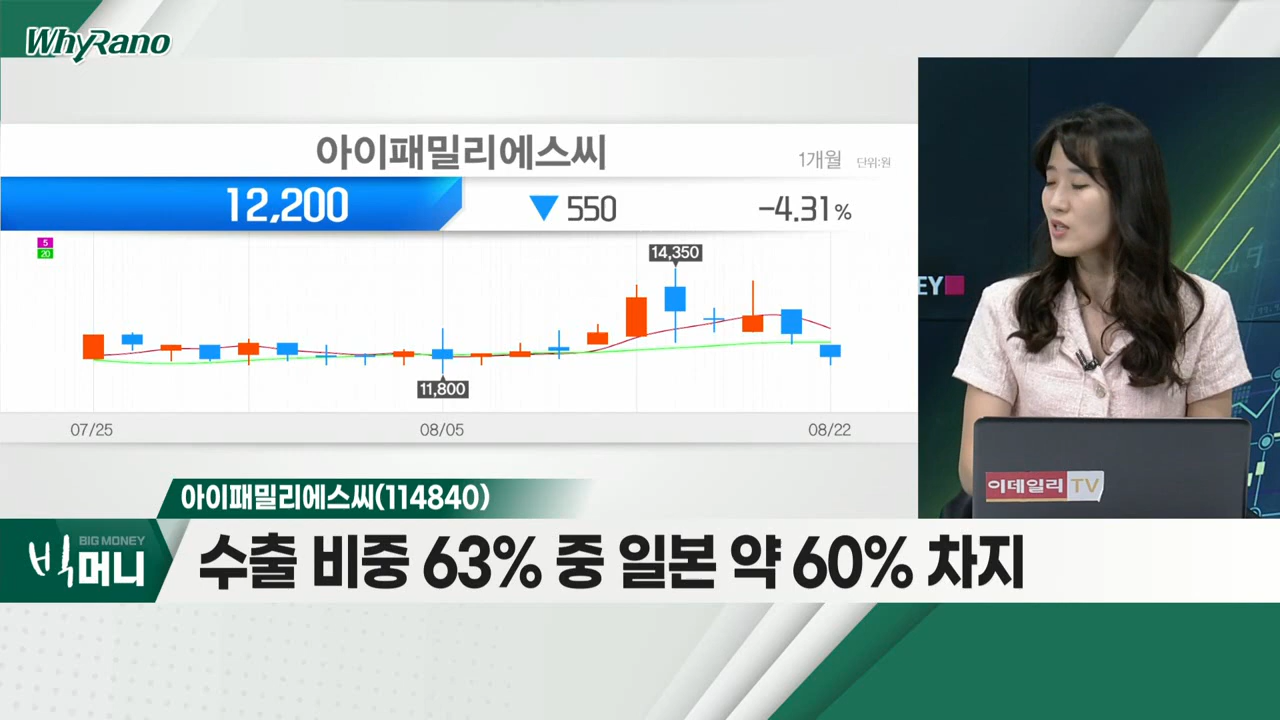 WhyRano
아이패밀리에스씨
1개월 단위:원
12,200 ▼ 550 -4.31%
5
20
14,350
11,800
07/25 08/05 08/22
EY
이데일리 TV
아이패밀리에스씨(114840)
BIG MONEY
빅머니
수출 비중 63% 중 일본 약 60% 차지